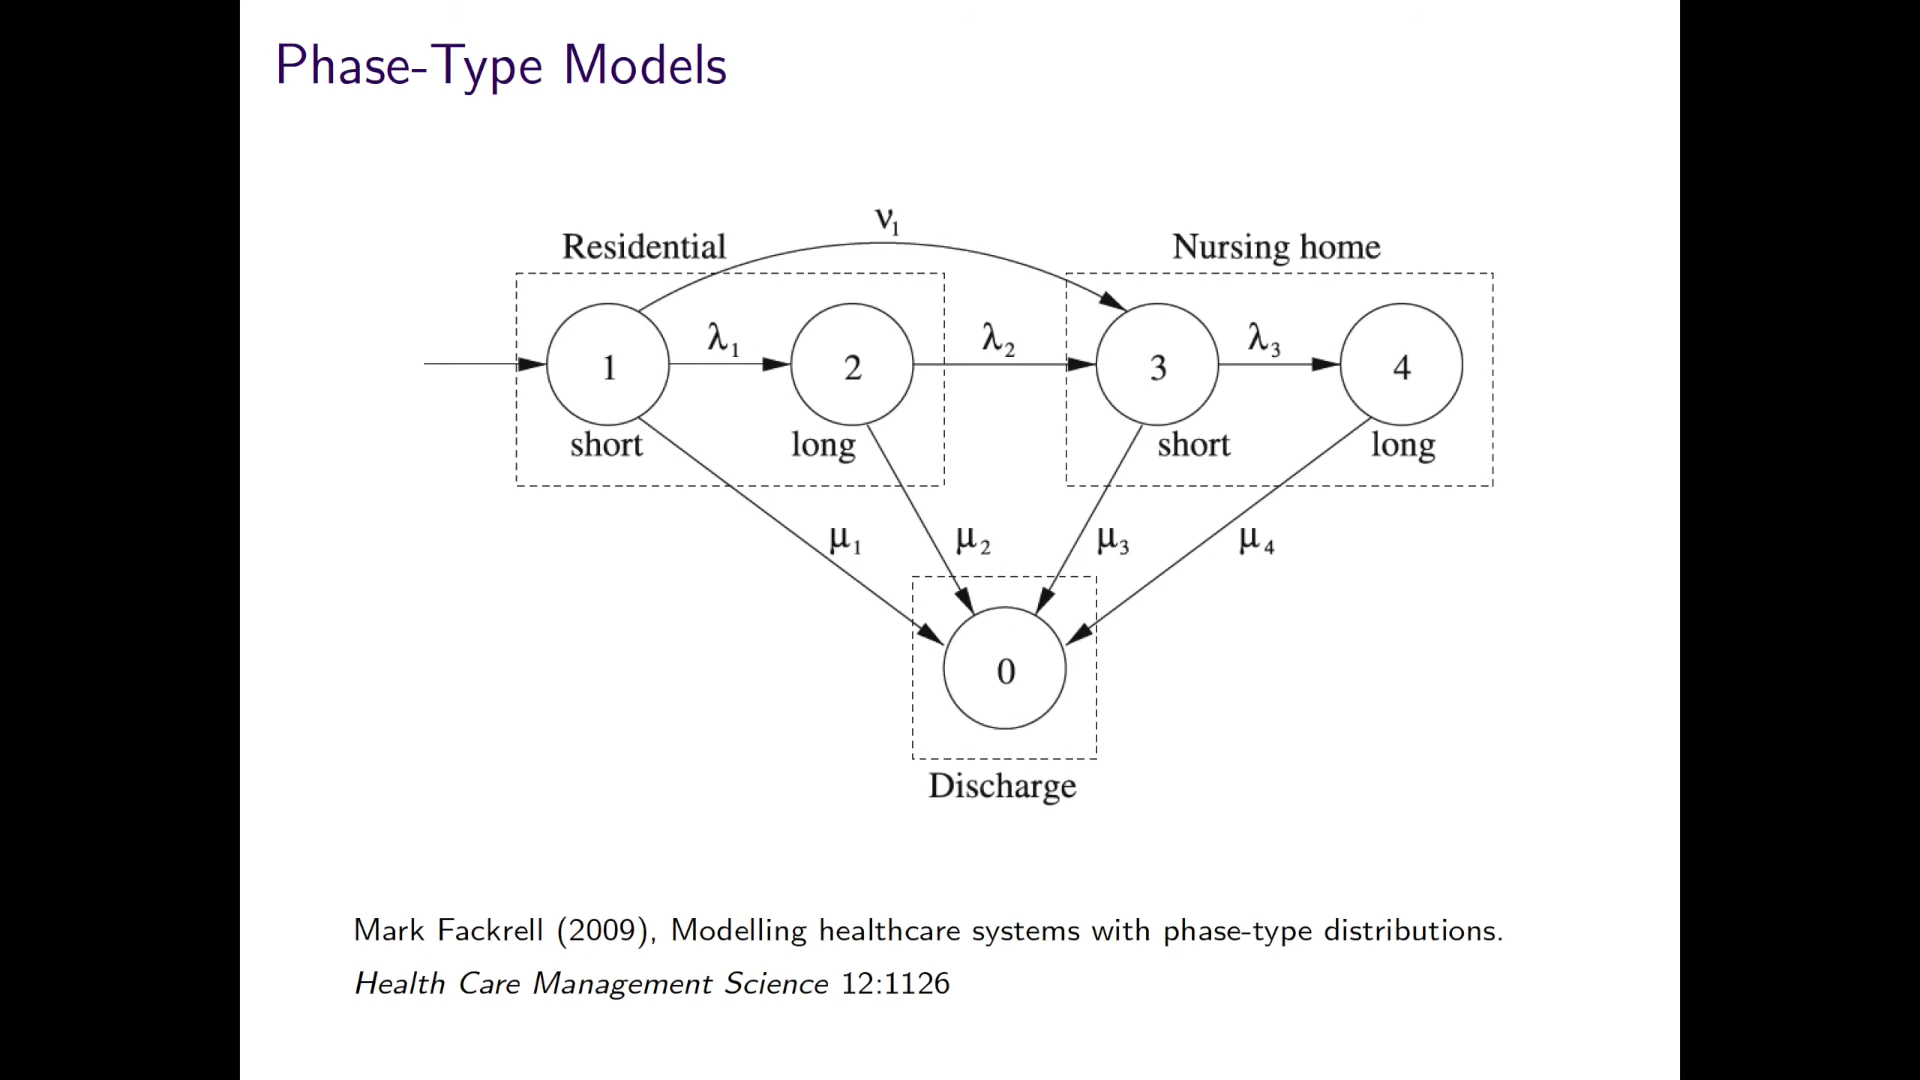 Phase-Type Models
ν₁
Residential
Nursing home
λ₁
λ₂
λ₃
1
2
3
4
short
long
short
long
μ₁
μ₂
μ₃
μ₄
0
Discharge
Mark Fackrell (2009), Modelling healthcare systems with phase-type distributions.
Health Care Management Science 12:1126